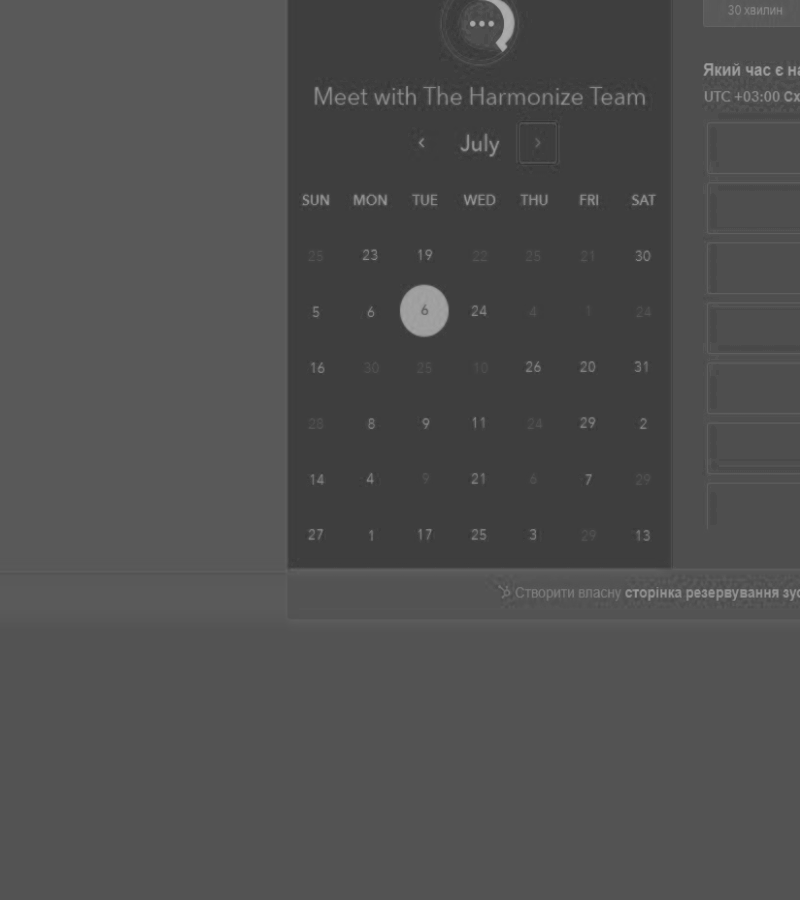 30 хвилин
Який час є на
Meet with The Harmonize Team
UTC +03:00 Сх
July
SUN MON TUE WED THU FRI SAT
25 23 19 22 25 21 30
5 6 6 24 4 1 24
16 30 25 10 26 20 31
28 8 9 11 24 29 2
14 4 9 21 6 7 29
27 1 17 25 3 29 13
Створити власну сторінка резервування зус